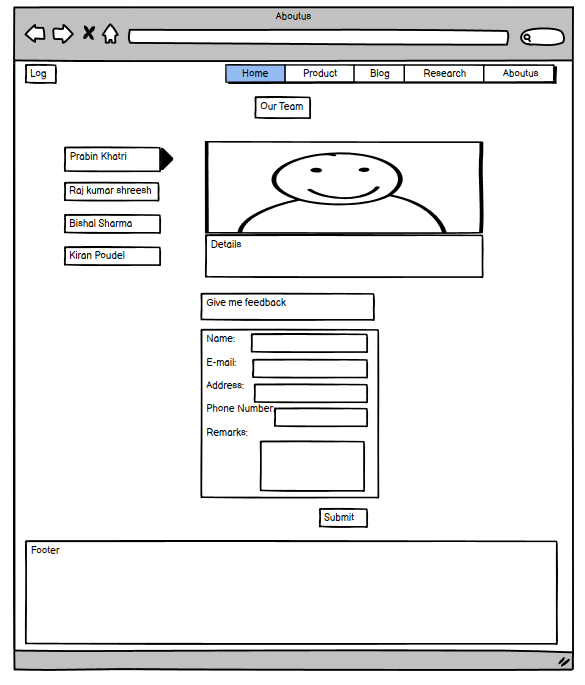 Aboutus
Log
Home Product Blog Research Aboutus
Our Team
Prabin Khatri
Raj kumar shreesh
Bishal Sharma
Kiran Poudel
Details
Give me feedback
Name:
E-mail:
Address:
Phone Number:
Remarks:
Submit
Footer